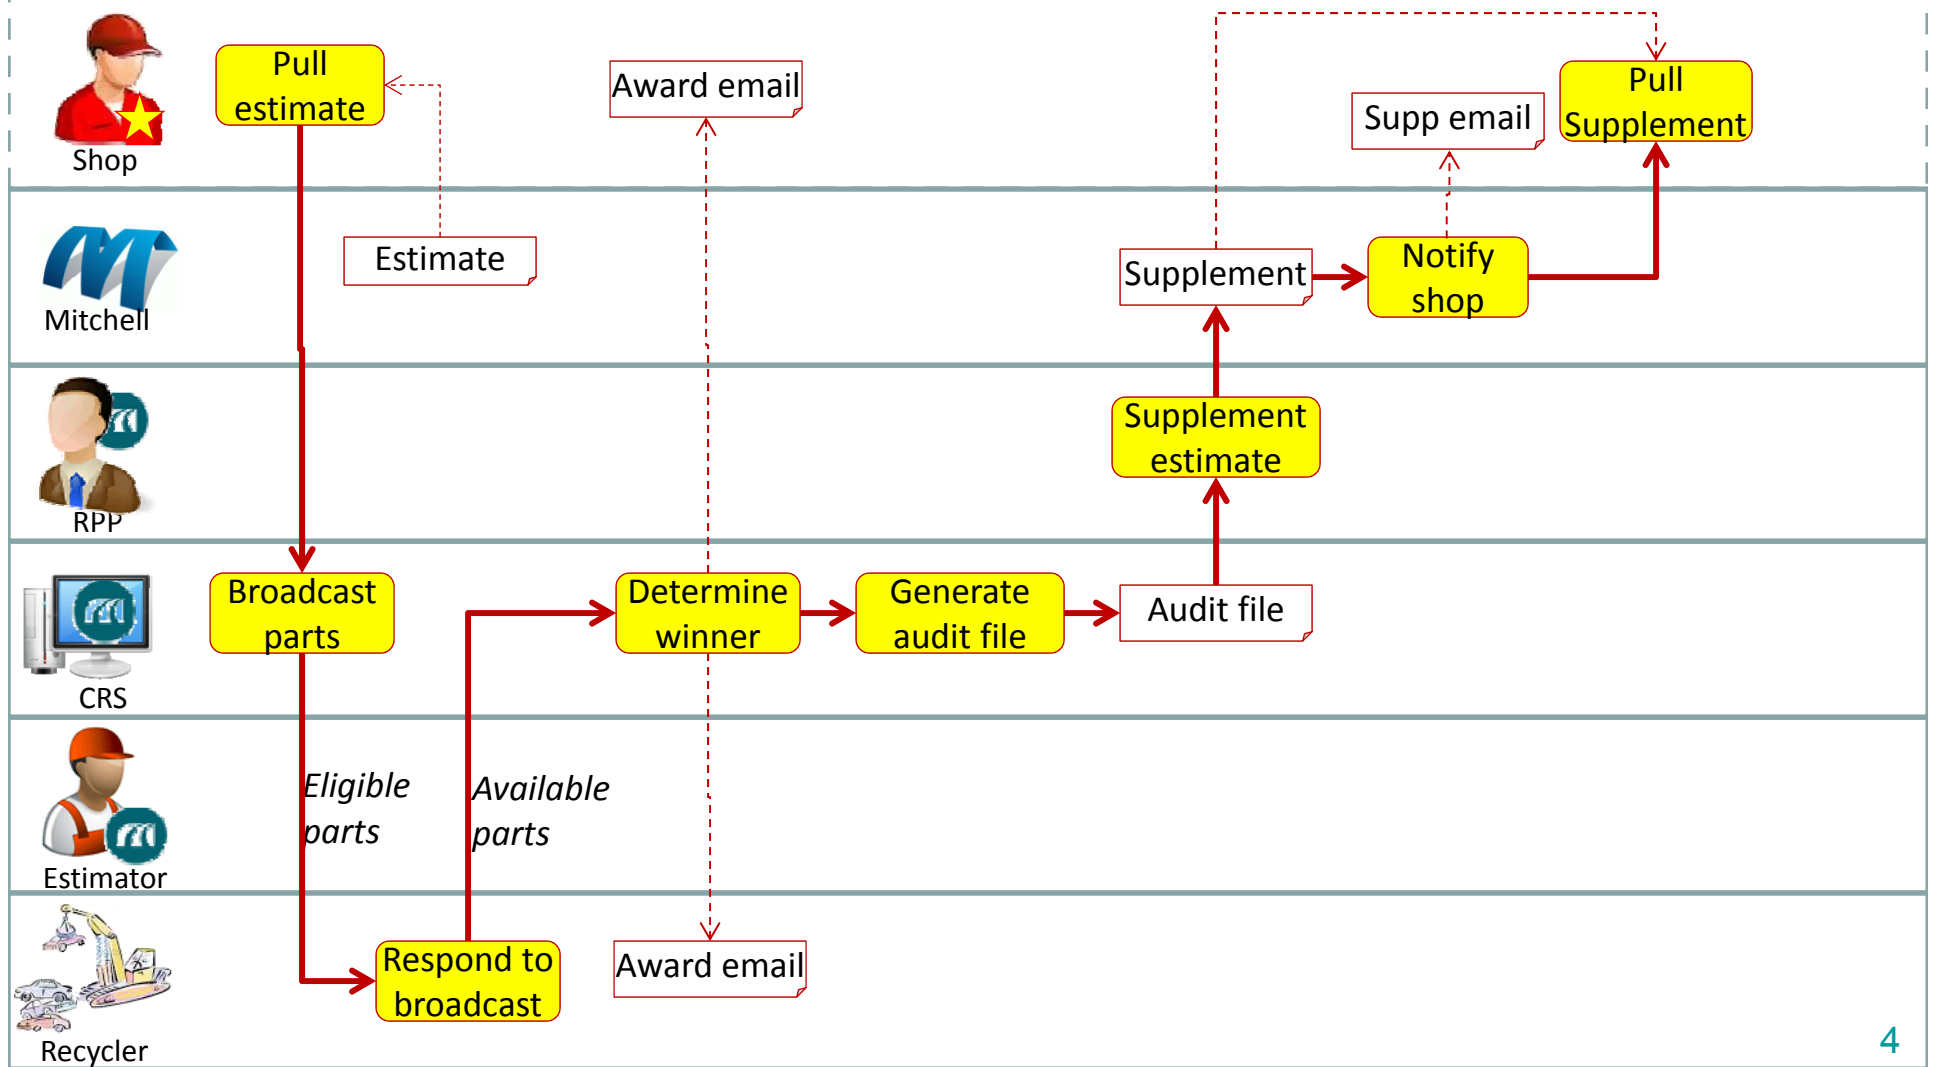 Pull
estimate
Award email
Supp email
Pull
Supplement
Shop
Estimate
Supplement
Notify
shop
Mitchell
Supplement
estimate
RPP
Broadcast
parts
Determine
winner
Generate
audit file
Audit file
CRS
Eligible
parts
Available
parts
Estimator
Respond to
broadcast
Award email
Recycler
4